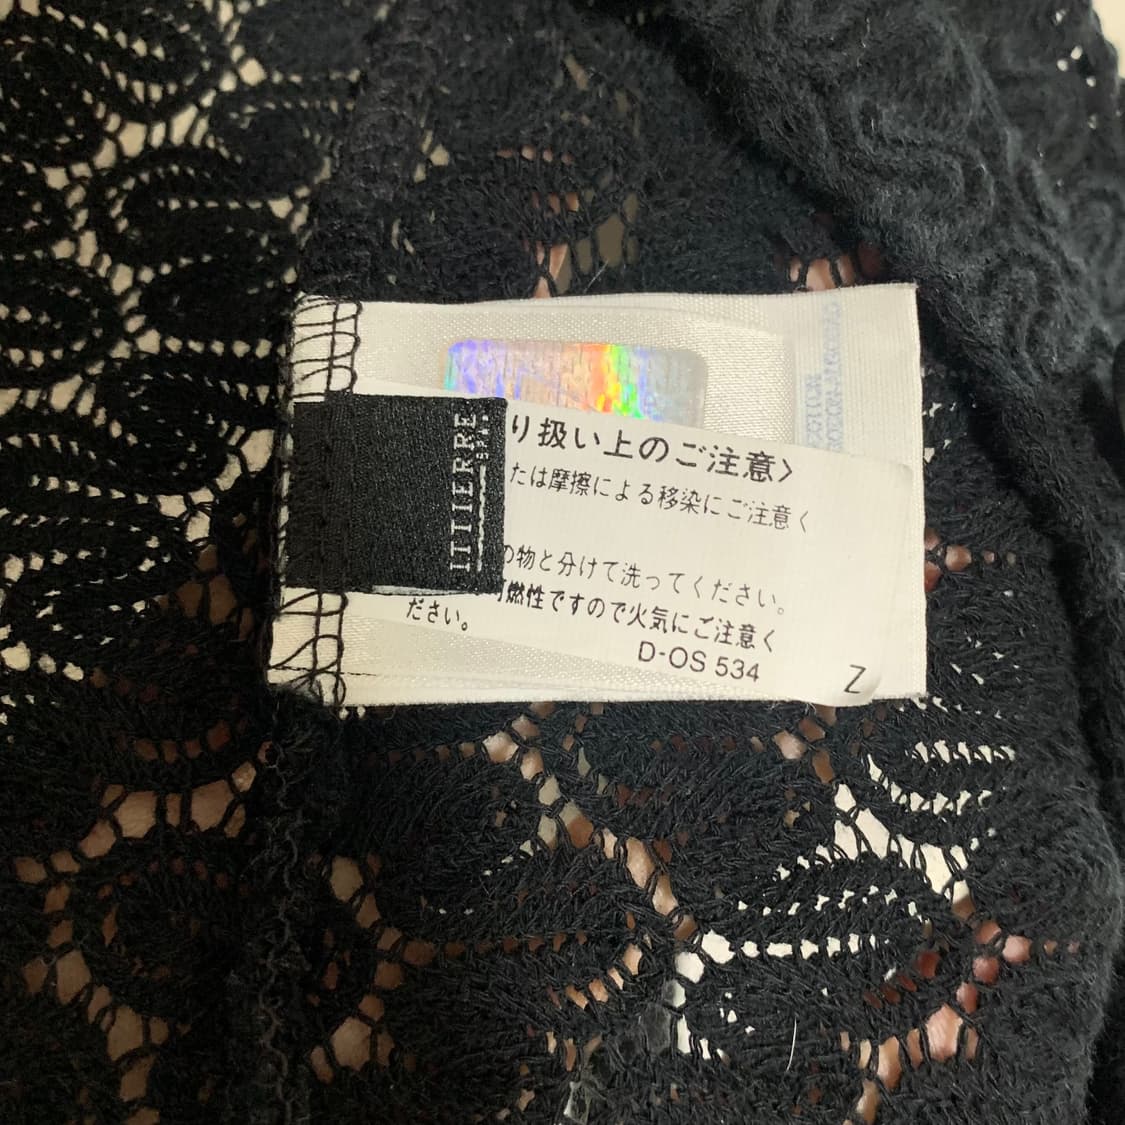 ITTIERRE
S.P.A.
り扱い上のご注意>
たは摩擦による移染にご注意く
の物と分けて洗ってください。
可燃性ですので火気にご注意く
ださい。
D-OS 534
Z